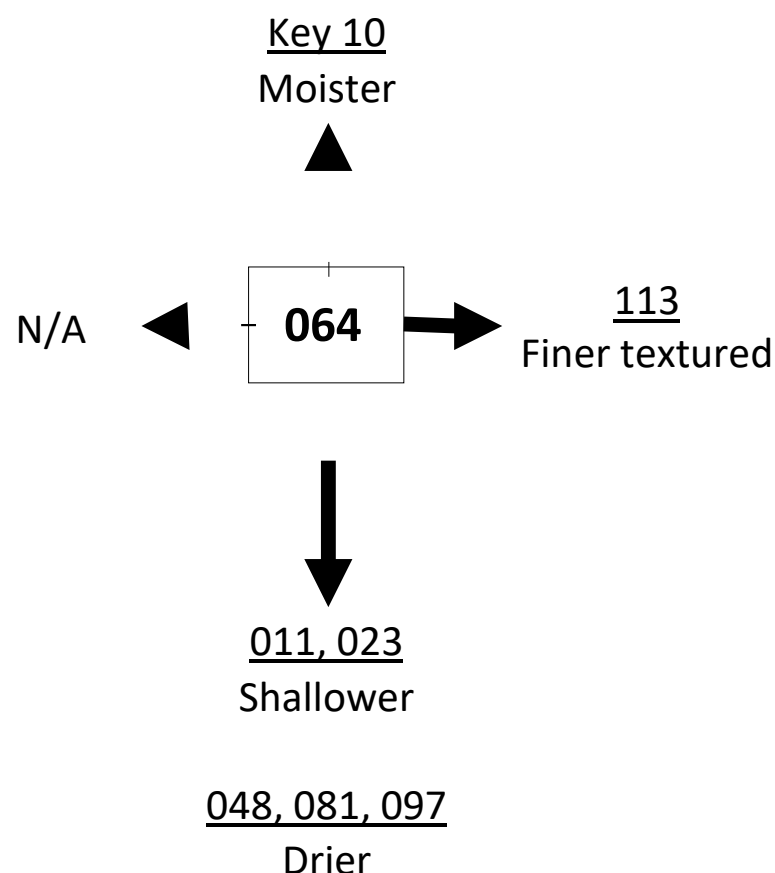 Key 10
Moister
N/A
064
113
Finer textured
011, 023
Shallower
048, 081, 097
Drier